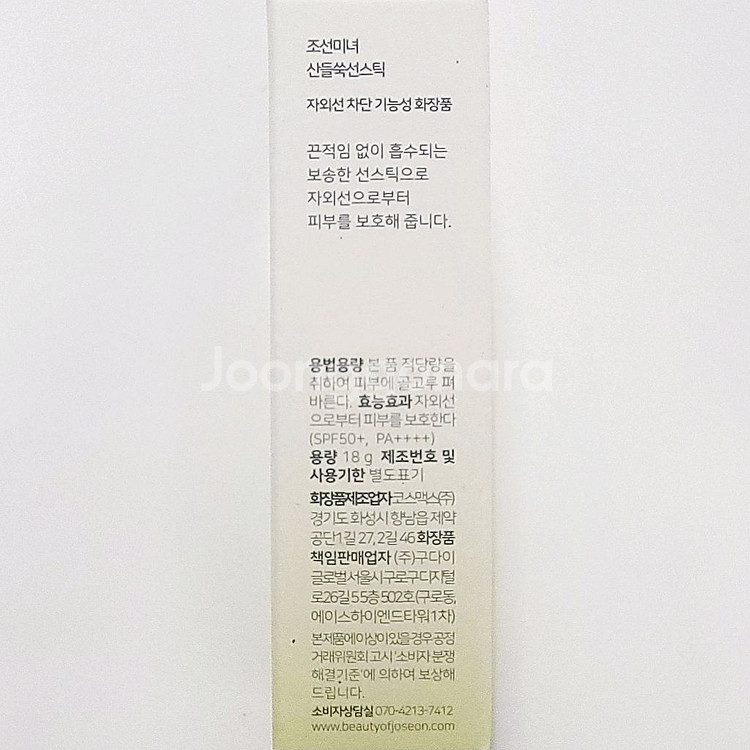 조선미녀
산들쑥선스틱
자외선 차단 기능성 화장품
끈적임 없이 흡수되는
보송한 선스틱으로
자외선으로부터
피부를 보호해 줍니다.
용법용량 본 품 적당량을
취하여 피부에 골고루 펴
바른다. 효능효과 자외선
으로부터 피부를 보호한다
(SPF50+, PA++++)
용량 18 g 제조번호 및
사용기한 별도표기
화장품제조업자 코스맥스(주)
경기도 화성시 향남읍 제약
공단1길 27, 2길 46 화장품
책임판매업자 (주)구다이
글로벌 서울시 구로구 디지털
로26길 5 5층 502호 (구로동,
에이스하이엔드타워 1차)
본 제품에 이상이 있을 경우 공정
거래위원회 고시 '소비자 분쟁
해결기준'에 의하여 보상해
드립니다.
소비자상담실 070-4213-7412
www.beautyofjoseon.com
Joonggonara